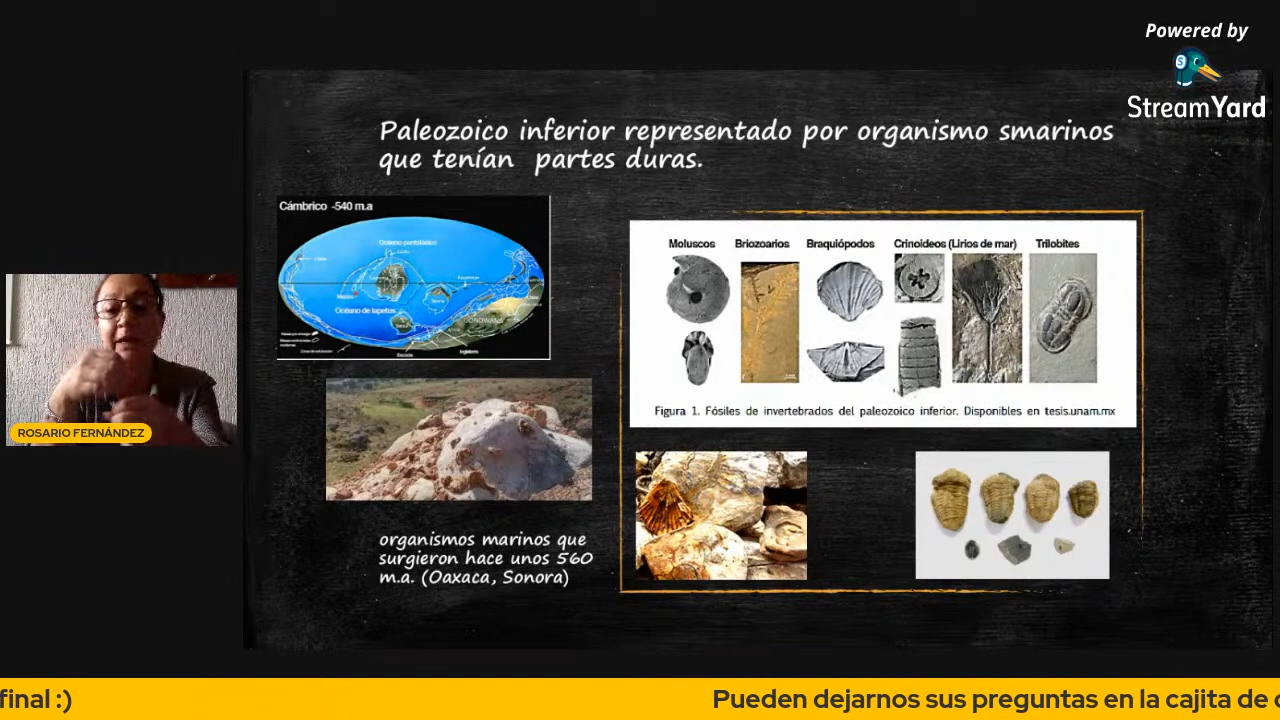 Powered by
StreamYard
Paleozoico inferior representado por organismo smarinos
que tenían partes duras.
Cámbrico -540 m.a
Océano pantálasico
Océano de Iapetus
GONDWANA
Moluscos Briozoarios Braquiópodos Crinoideos (Lirios de mar) Trilobites
Figura 1. Fósiles de invertebrados del paleozoico inferior. Disponibles en tesis.unam.mx
ROSARIO FERNÁNDEZ
organismos marinos que
surgieron hace unos 560
m.a. (Oaxaca, Sonora)
final :) Pueden dejarnos sus preguntas en la cajita de